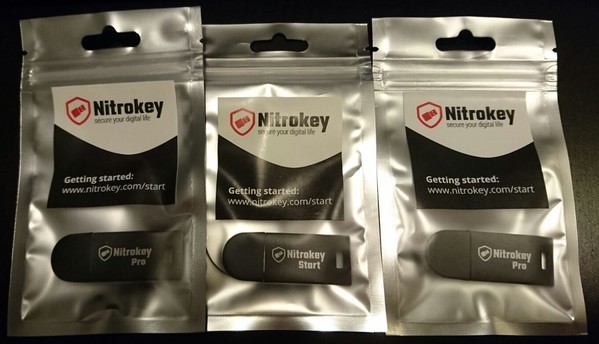 Nitrokey
secure your digital life
Getting started:
www.nitrokey.com/start
Nitrokey
Pro
Nitrokey
secure your digital life
Getting started:
www.nitrokey.com/start
Nitrokey
Start
Nitrokey
secure your digital life
Getting started:
www.nitrokey.com/start
Nitrokey
Pro